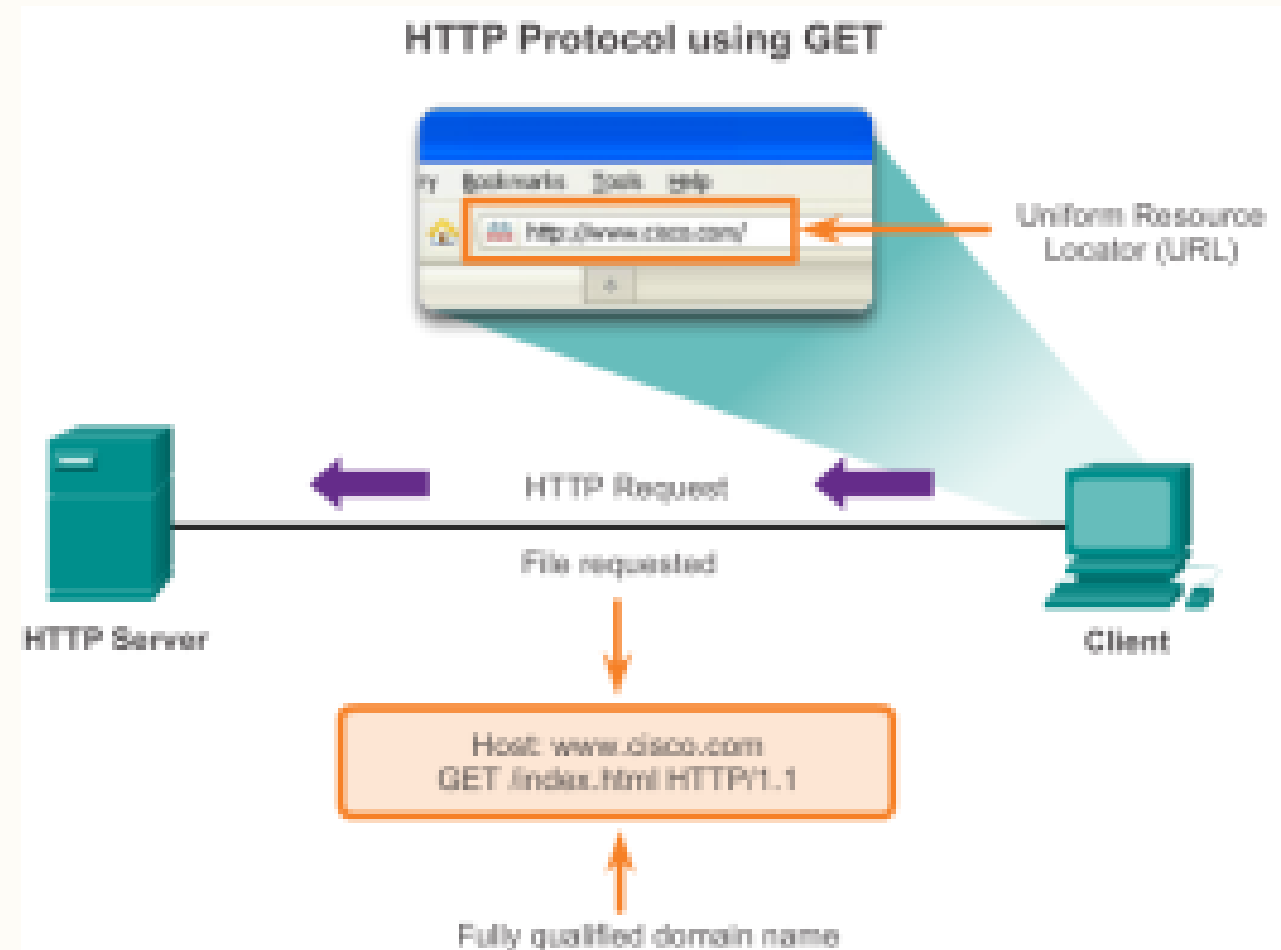 HTTP Protocol using GET
ry Bookmarks Tools Help
http://www.cisco.com/
Uniform Resource
Locator (URL)
HTTP Request
File requested
HTTP Server
Client
Host: www.cisco.com
GET /index.html HTTP/1.1
Fully qualified domain name